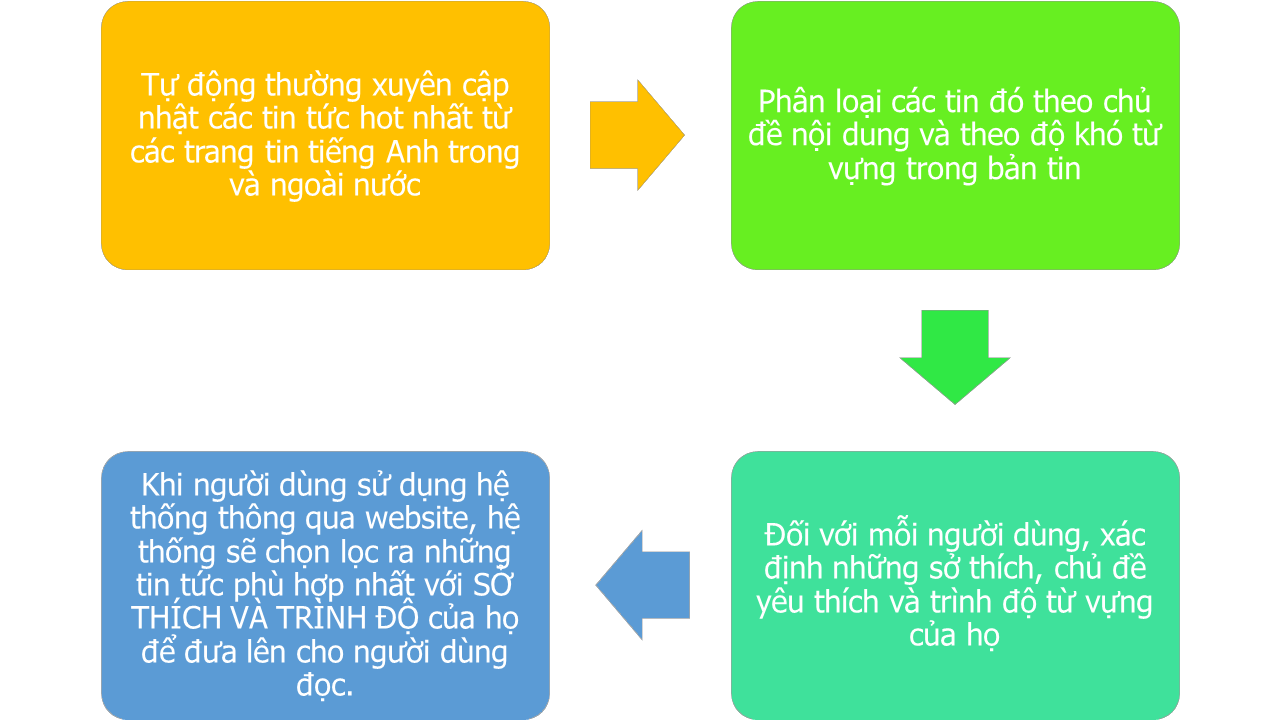 Tự động thường xuyên cập
nhật các tin tức hot nhất từ
các trang tin tiếng Anh trong
và ngoài nước
Phân loại các tin đó theo chủ
đề nội dung và theo độ khó từ
vựng trong bản tin
Đối với mỗi người dùng, xác
định những sở thích, chủ đề
yêu thích và trình độ từ vựng
của họ
Khi người dùng sử dụng hệ
thống thông qua website, hệ
thống sẽ chọn lọc ra những
tin tức phù hợp nhất với SỞ
THÍCH VÀ TRÌNH ĐỘ của họ
để đưa lên cho người dùng
đọc.